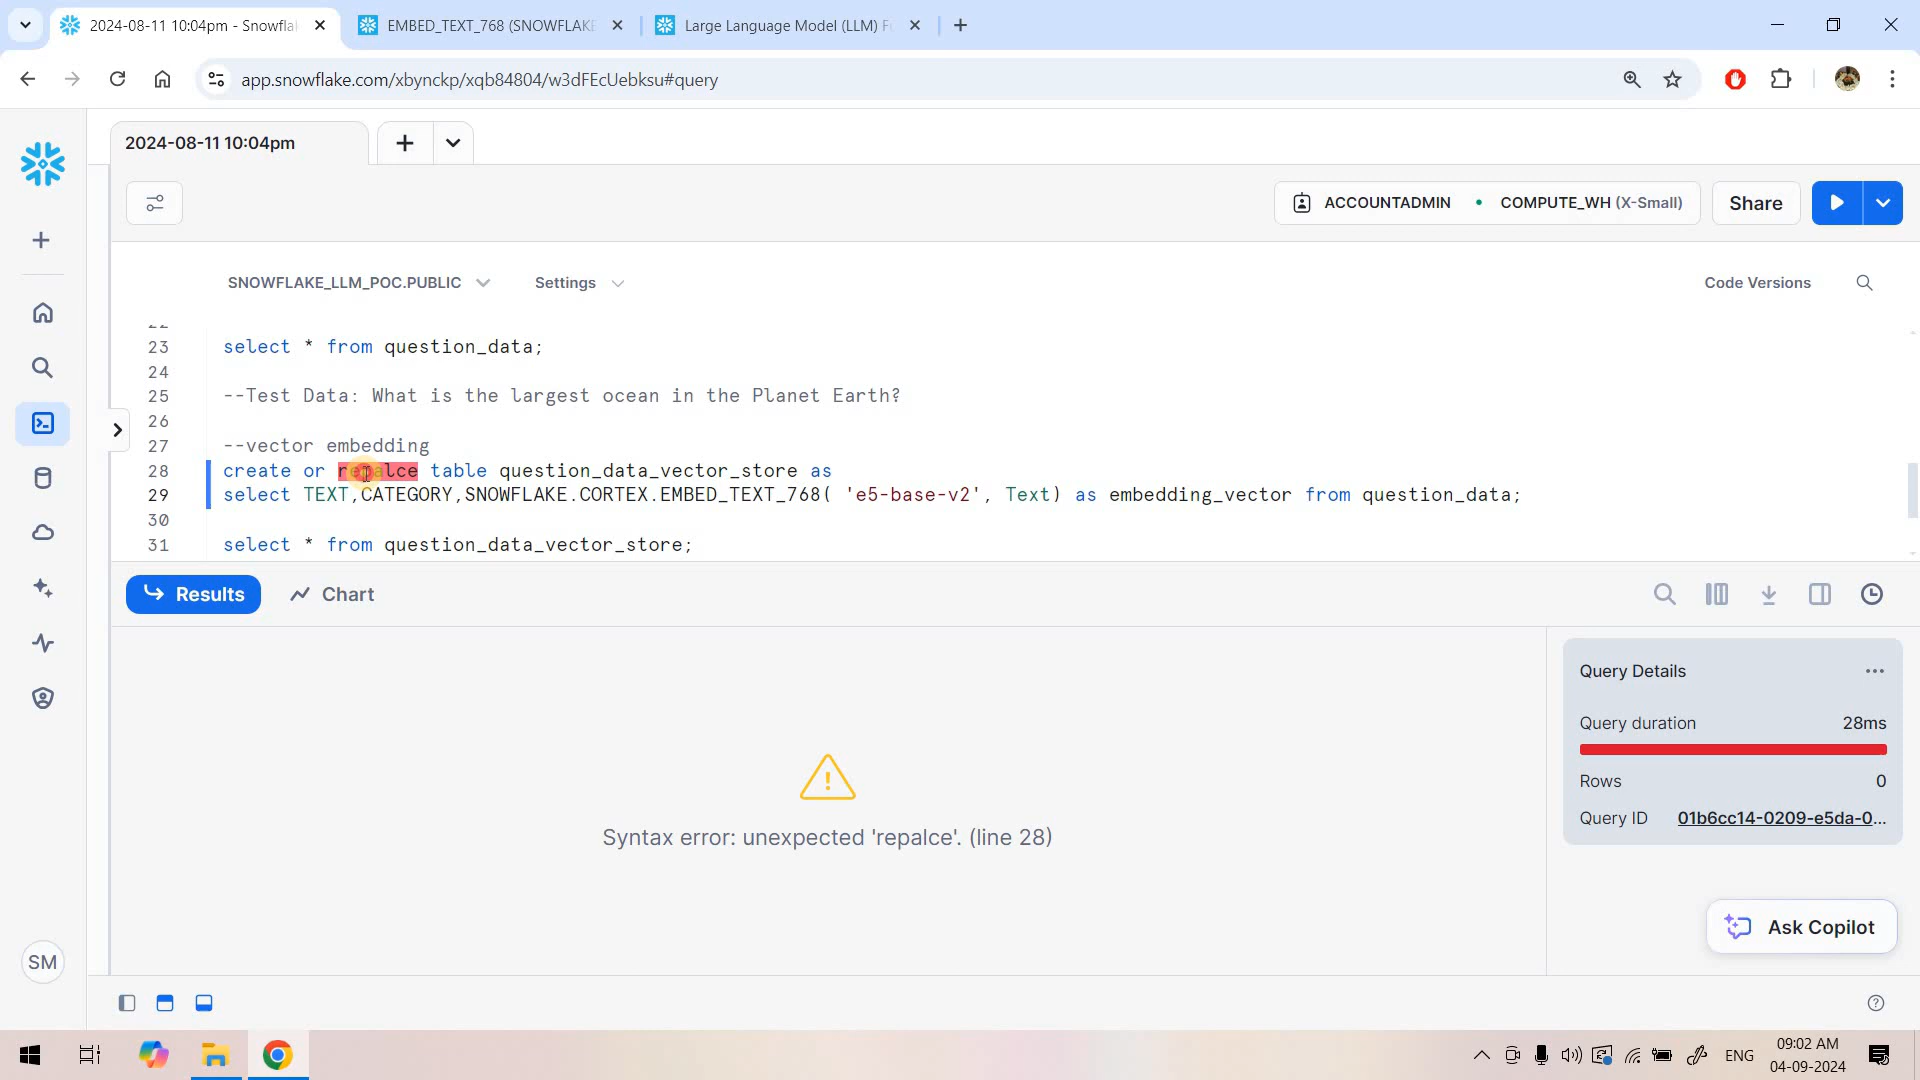 2024-08-11 10:04pm - Snowfla
EMBED_TEXT_768 (SNOWFLAKE
Large Language Model (LLM) F
app.snowflake.com/xbynckp/xqb84804/w3dFEcUebksu#query
2024-08-11 10:04pm
ACCOUNTADMIN • COMPUTE_WH (X-Small)
Share
SNOWFLAKE_LLM_POC.PUBLIC
Settings
Code Versions
22
23 select * from question_data;
24
25 --Test Data: What is the largest ocean in the Planet Earth?
26
27 --vector embedding
28 create or repalce table question_data_vector_store as
29 select TEXT,CATEGORY,SNOWFLAKE.CORTEX.EMBED_TEXT_768( 'e5-base-v2', Text) as embedding_vector from question_data;
30
31 select * from question_data_vector_store;
Results
Chart
Query Details
...
Query duration 28ms
Rows 0
Query ID 01b6cc14-0209-e5da-0...
Syntax error: unexpected 'repalce'. (line 28)
Ask Copilot
SM
ENG
09:02 AM
04-09-2024